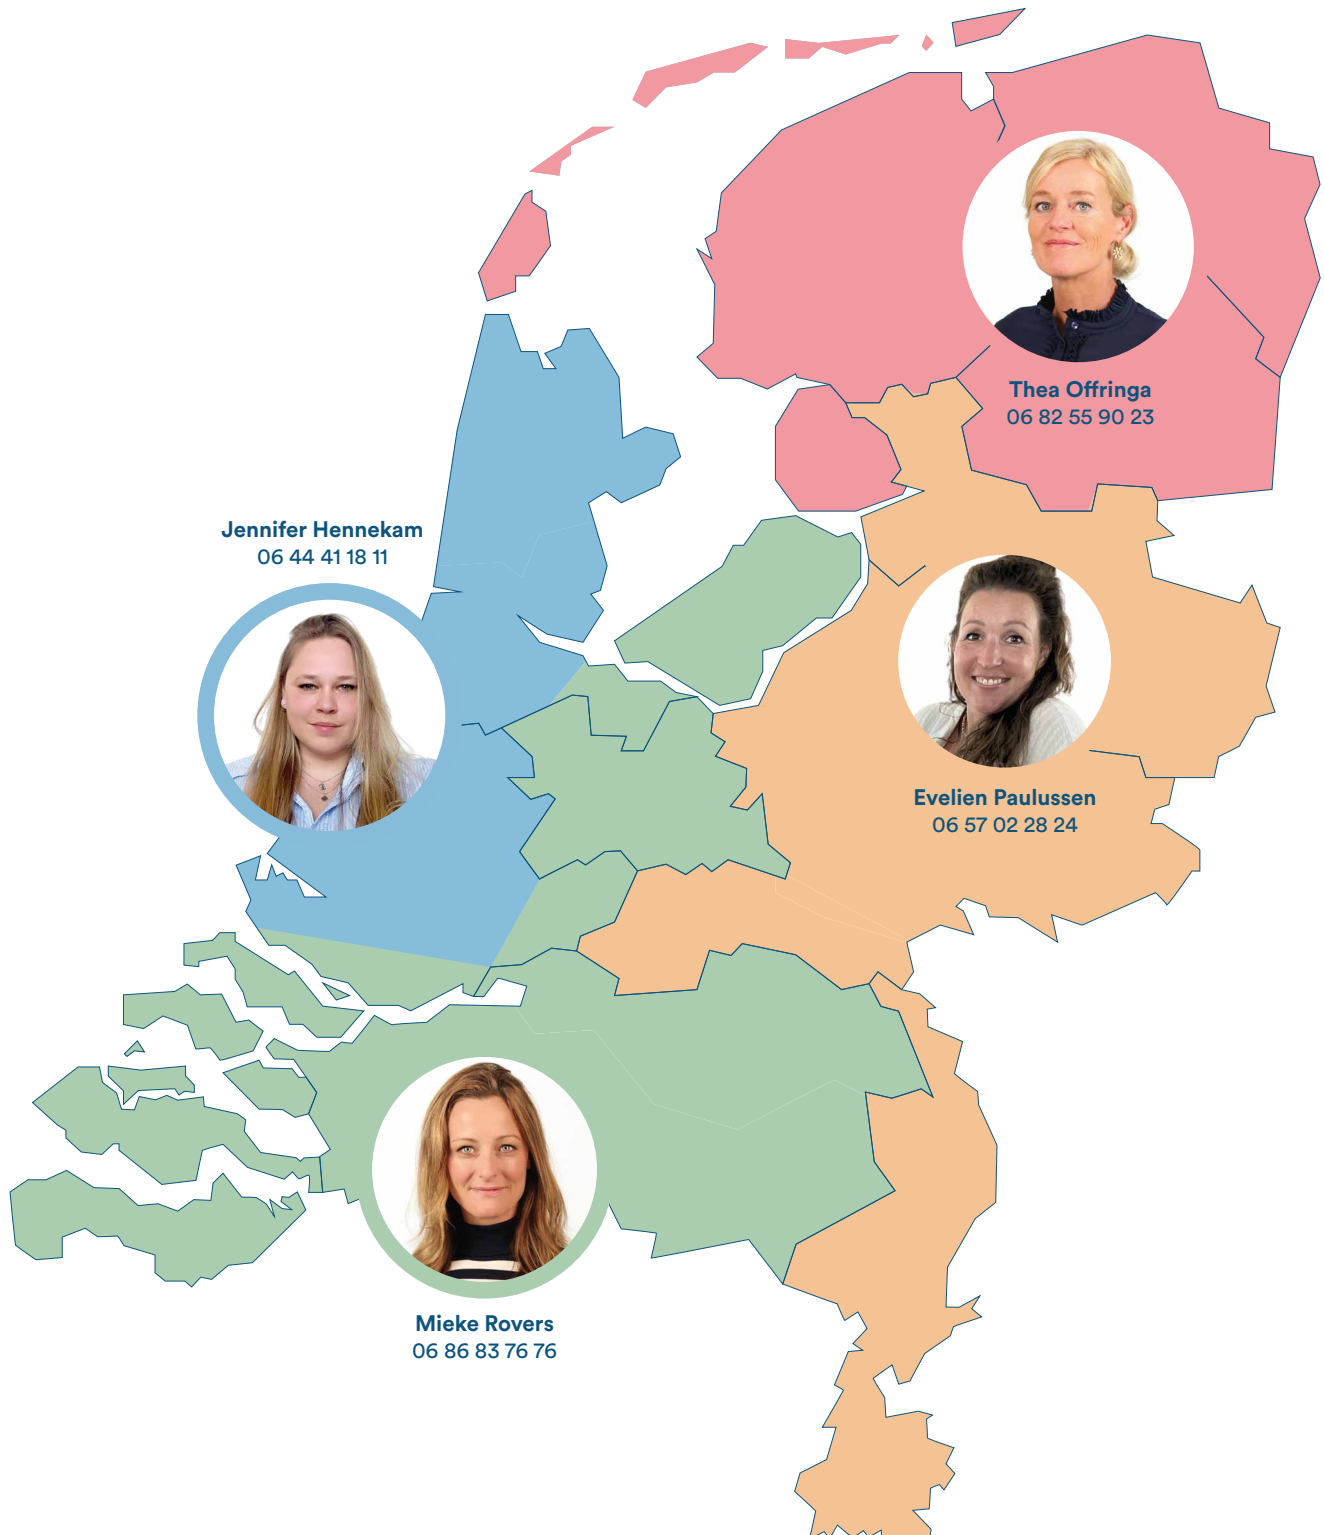 Thea Offringa
06 82 55 90 23
Jennifer Hennekam
06 44 41 18 11
Evelien Paulussen
06 57 02 28 24
Mieke Rovers
06 86 83 76 76